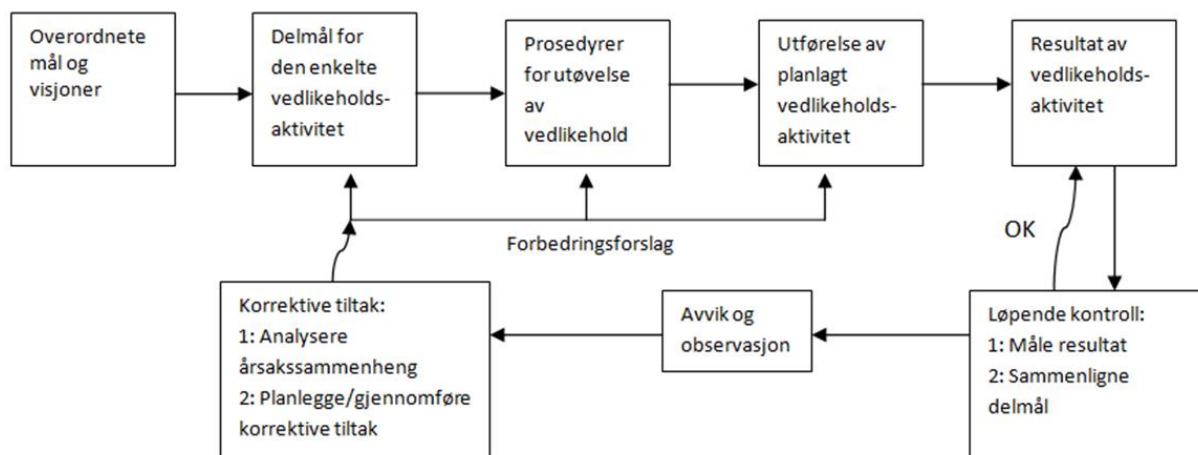 Overordnete
mål og
visjoner
Delmål for
den enkelte
vedlikeholds-
aktivitet
Prosedyrer
for utøvelse
av
vedlikehold
Utførelse av
planlagt
vedlikeholds-
aktivitet
Resultat av
vedlikeholds-
aktivitet
Forbedringsforslag
OK
Korrektive tiltak:
1: Analysere
årsakssammenheng
2: Planlegge/gjennomføre
korrektive tiltak
Avvik og
observasjon
Løpende kontroll:
1: Måle resultat
2: Sammenligne
delmål